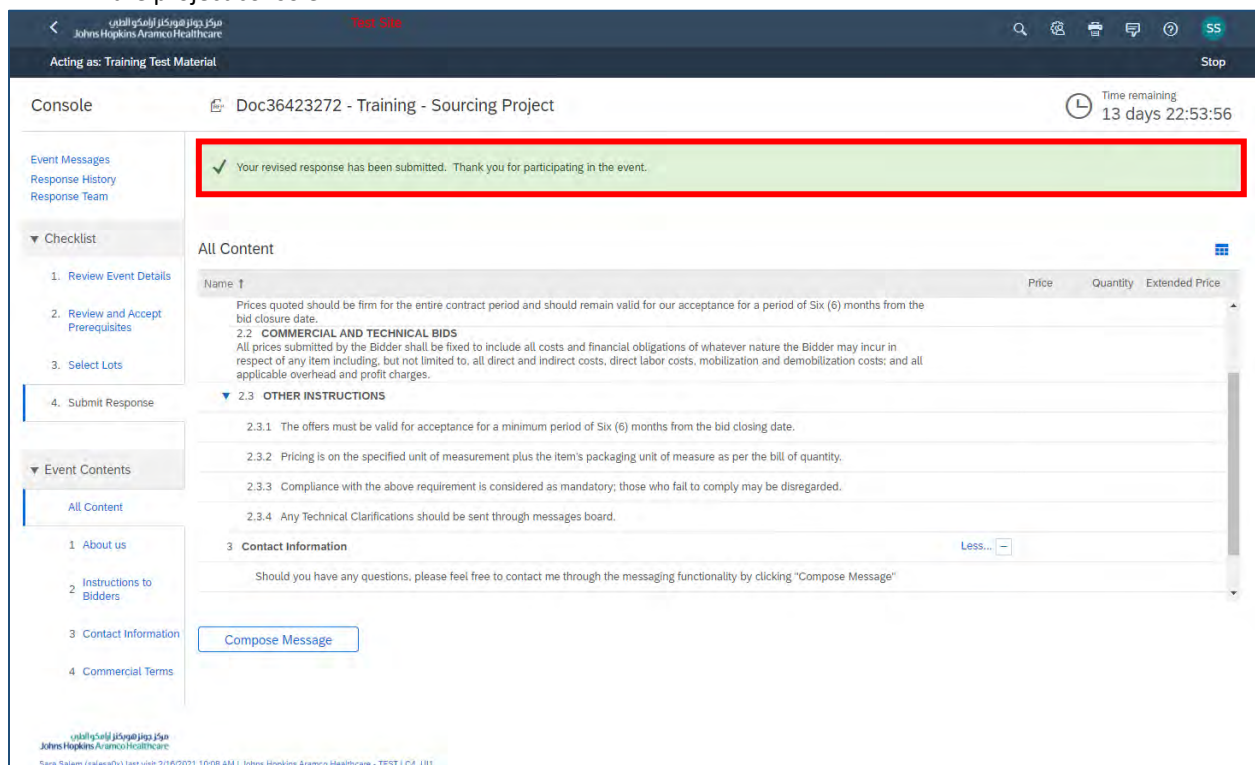 مركز جونز هوبكنز أرامكو الطبي
Johns Hopkins Aramco Healthcare
Test Site
SS
Acting as: Training Test Material
Stop
Console
Doc36423272 - Training - Sourcing Project
Time remaining
13 days 22:53:56
Event Messages
Response History
Response Team
Your revised response has been submitted. Thank you for participating in the event.
▼ Checklist
1. Review Event Details
2. Review and Accept
Prerequisites
3. Select Lots
4. Submit Response
All Content
Name ↑
Price
Quantity
Extended Price
Prices quoted should be firm for the entire contract period and should remain valid for our acceptance for a period of Six (6) months from the
bid closure date.
2.2 COMMERCIAL AND TECHNICAL BIDS
All prices submitted by the Bidder shall be fixed to include all costs and financial obligations of whatever nature the Bidder may incur in
respect of any item including, but not limited to, all direct and indirect costs, direct labor costs, mobilization and demobilization costs; and all
applicable overhead and profit charges.
▼ 2.3 OTHER INSTRUCTIONS
2.3.1 The offers must be valid for acceptance for a minimum period of Six (6) months from the bid closing date.
2.3.2 Pricing is on the specified unit of measurement plus the item's packaging unit of measure as per the bill of quantity.
2.3.3 Compliance with the above requirement is considered as mandatory; those who fail to comply may be disregarded.
2.3.4 Any Technical Clarifications should be sent through messages board.
3 Contact Information
Less... −
Should you have any questions, please feel free to contact me through the messaging functionality by clicking "Compose Message"
▼ Event Contents
All Content
1 About us
2 Instructions to
Bidders
3 Contact Information
4 Commercial Terms
Compose Message
مركز جونز هوبكنز أرامكو الطبي
Johns Hopkins Aramco Healthcare